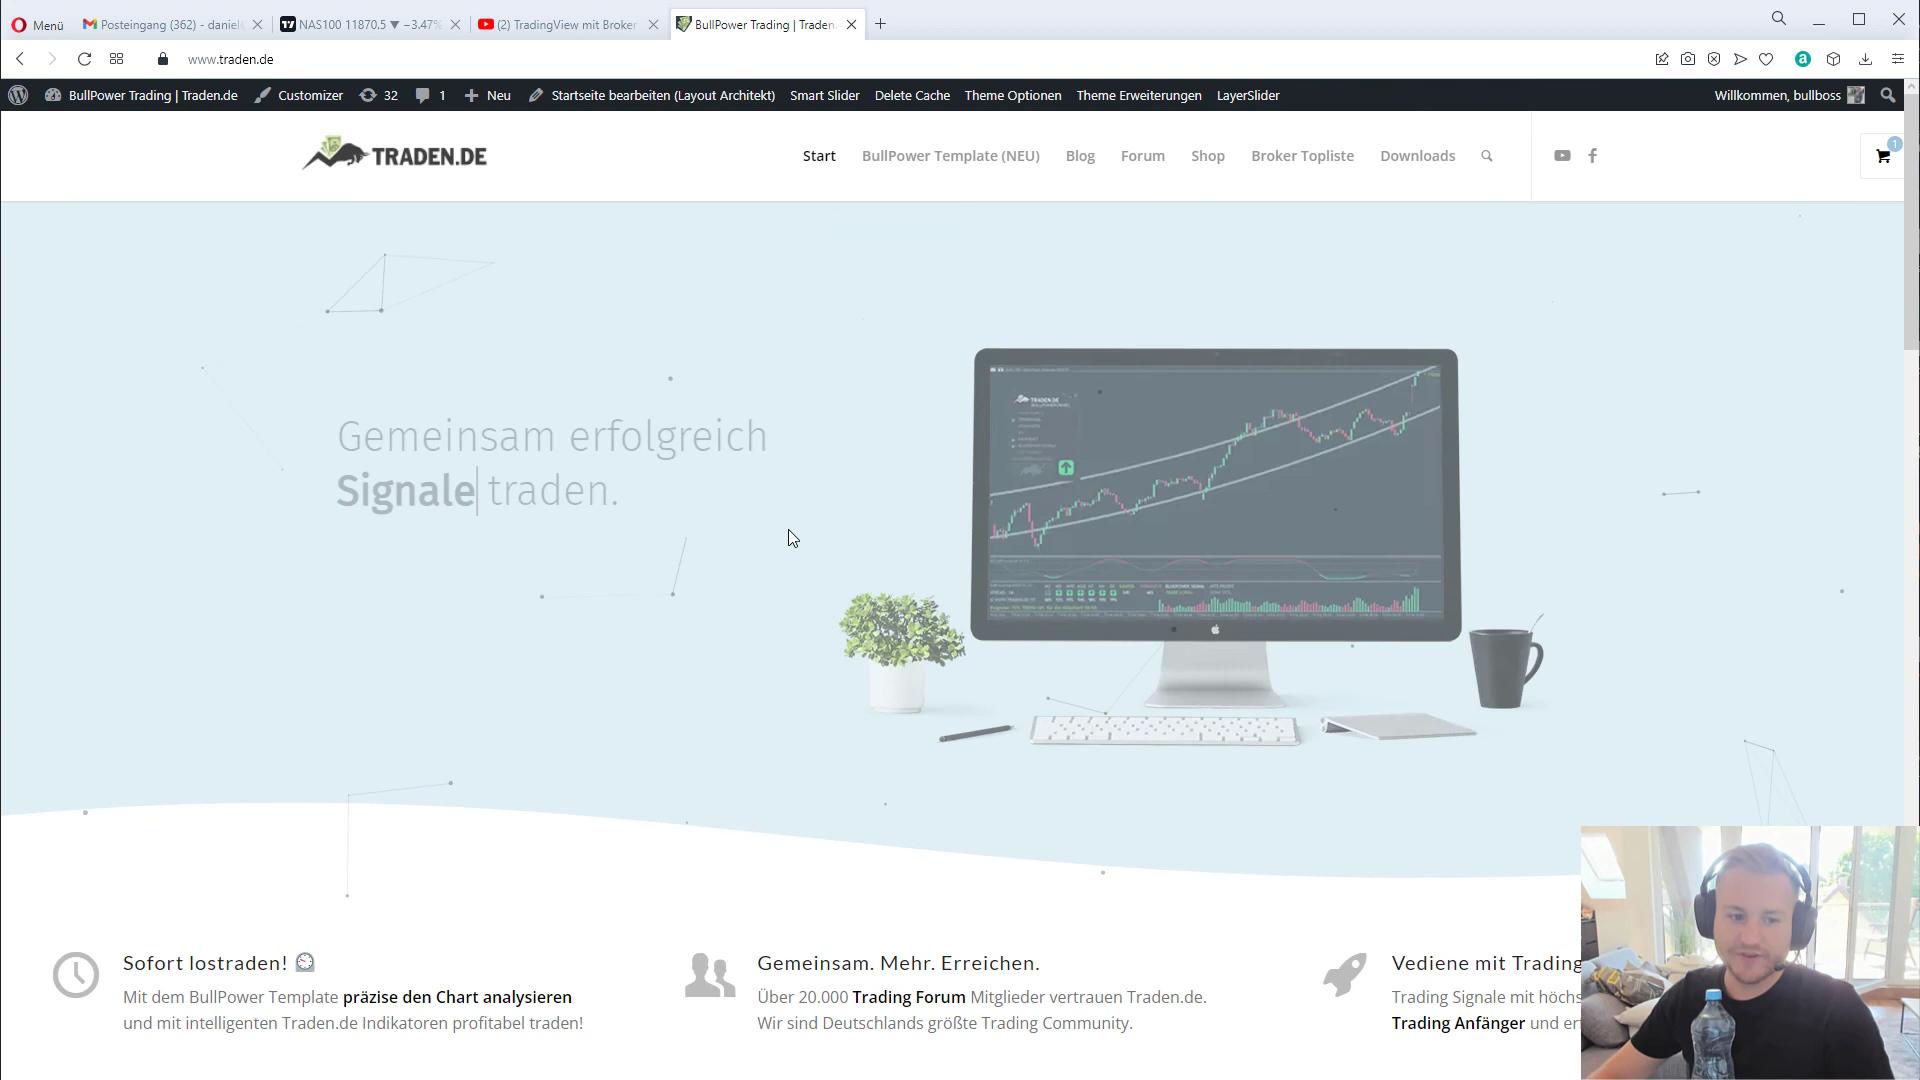 Menü
Posteingang (362) - daniel
NAS100 11870.5 ▼ −3.47%
(2) TradingView mit Broker
BullPower Trading | Traden.
www.traden.de
BullPower Trading | Traden.de
Customizer
32
1
Neu
Startseite bearbeiten (Layout Architekt)
Smart Slider
Delete Cache
Theme Optionen
Theme Erweiterungen
LayerSlider
Willkommen, bullboss
TRADEN.DE
Start
BullPower Template (NEU)
Blog
Forum
Shop
Broker Topliste
Downloads
1
Gemeinsam erfolgreich
Signale traden.
TRADEN.DE
Sofort lostraden!
Mit dem BullPower Template präzise den Chart analysieren
und mit intelligenten Traden.de Indikatoren profitabel traden!
Gemeinsam. Mehr. Erreichen.
Über 20.000 Trading Forum Mitglieder vertrauen Traden.de.
Wir sind Deutschlands größte Trading Community.
Vediene mit Trading
Trading Signale mit höchs
Trading Anfänger und er